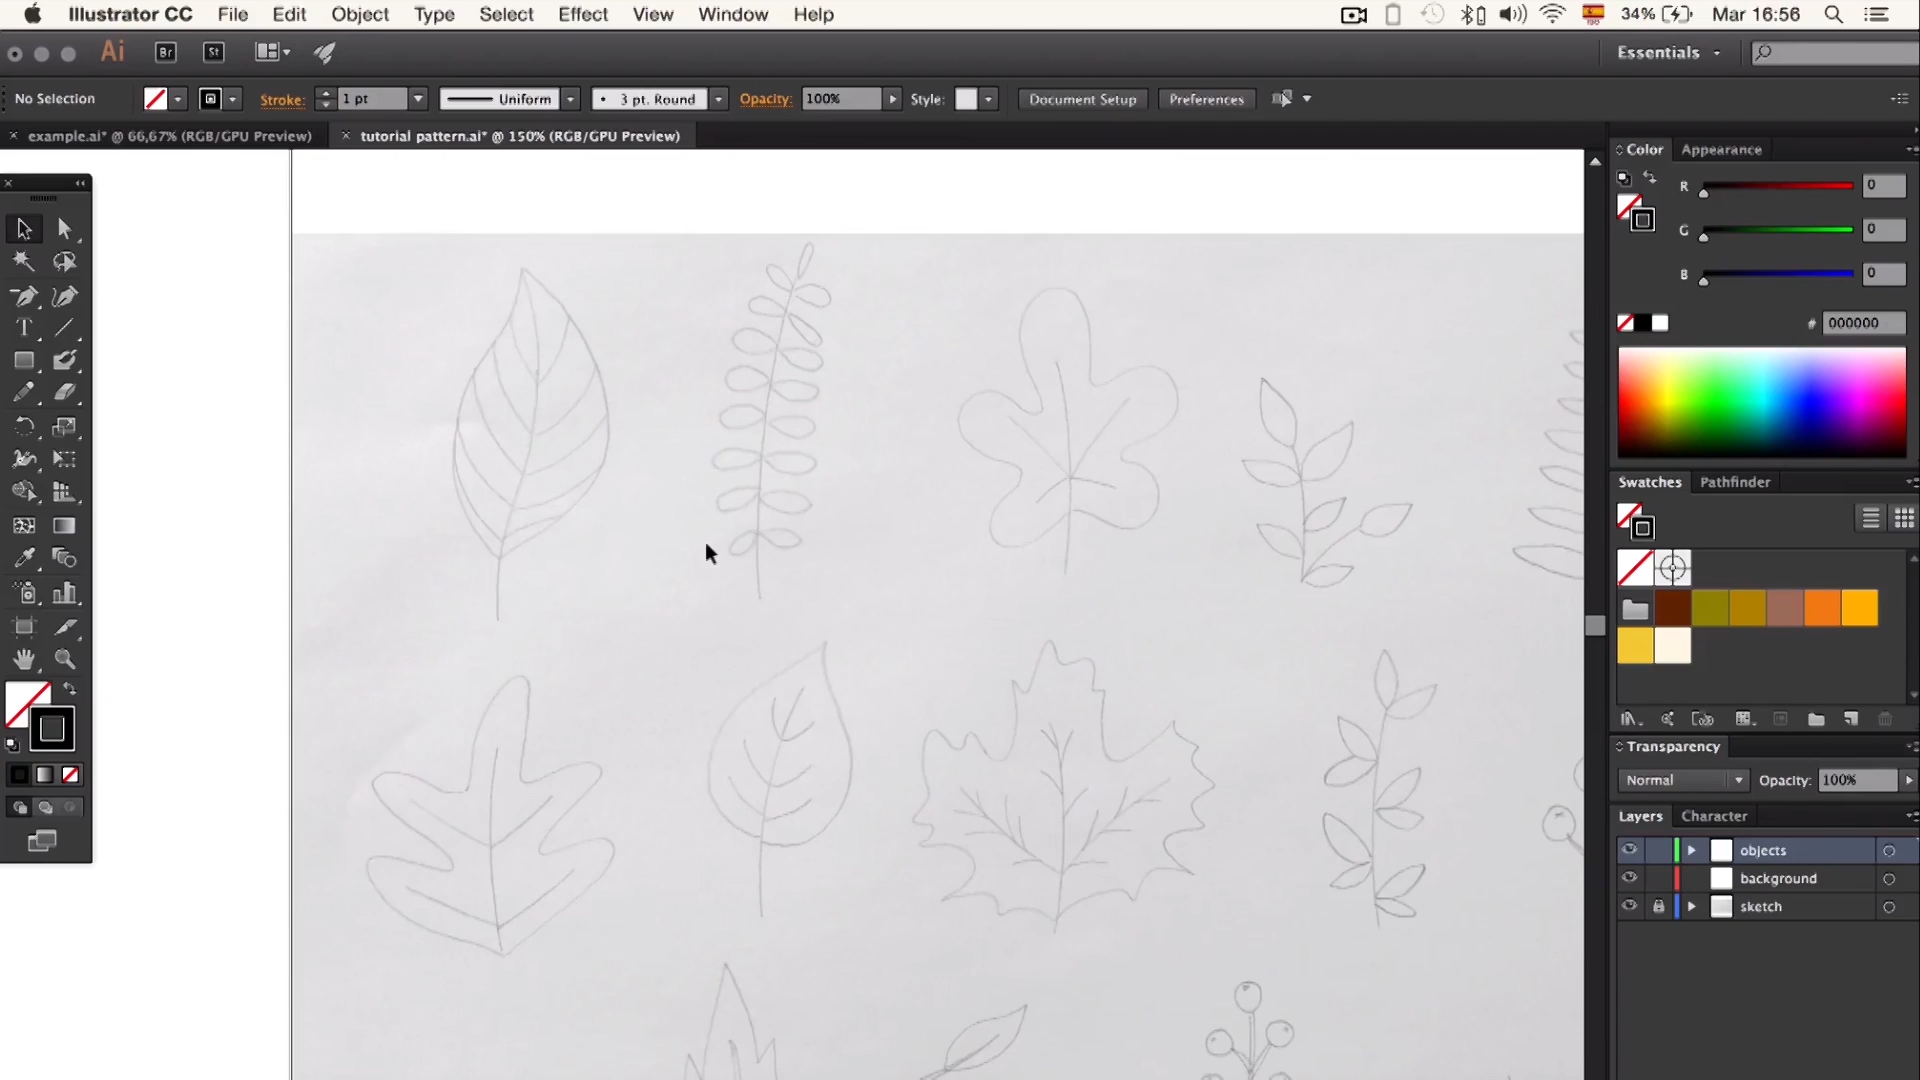 Illustrator CC File Edit Object Type Select Effect View Window Help 34% Mar 16:56
Ai Br St Essentials
No Selection Stroke: 1 pt Uniform 3 pt. Round Opacity: 100% Style: Document Setup Preferences
example.ai* @ 66,67% (RGB/GPU Preview) tutorial pattern.ai* @ 150% (RGB/GPU Preview)
Color Appearance
R 0
G 0
B 0
# 000000
Swatches Pathfinder
Transparency
Normal Opacity: 100%
Layers Character
objects
background
sketch